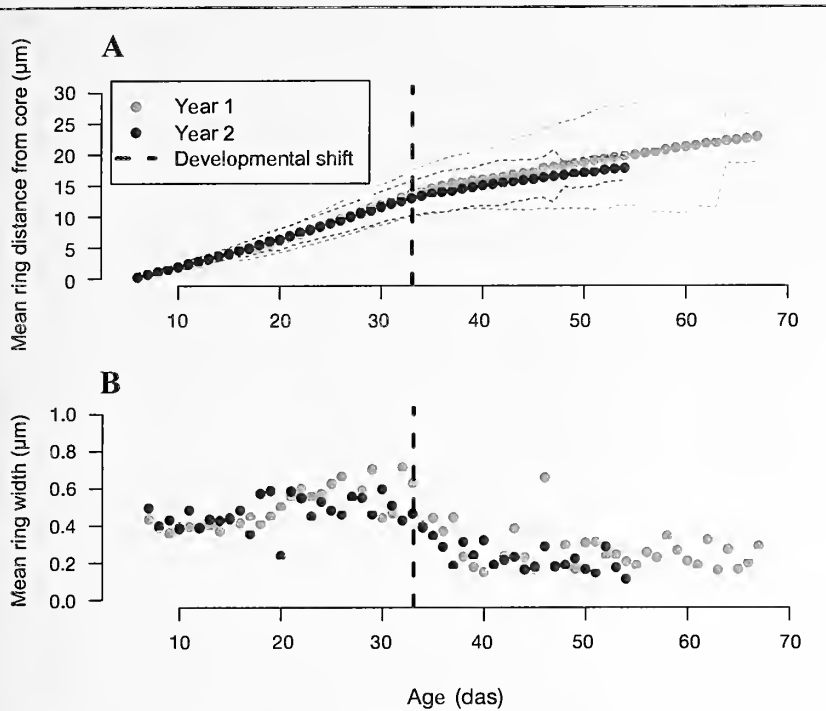 A
Mean ring distance from core (µm)
30
25
20
15
10
5
0
Year 1
Year 2
Developmental shift
10 20 30 40 50 60 70
B
Mean ring width (µm)
1.0
0.8
0.6
0.4
0.2
0.0
10 20 30 40 50 60 70
Age (das)